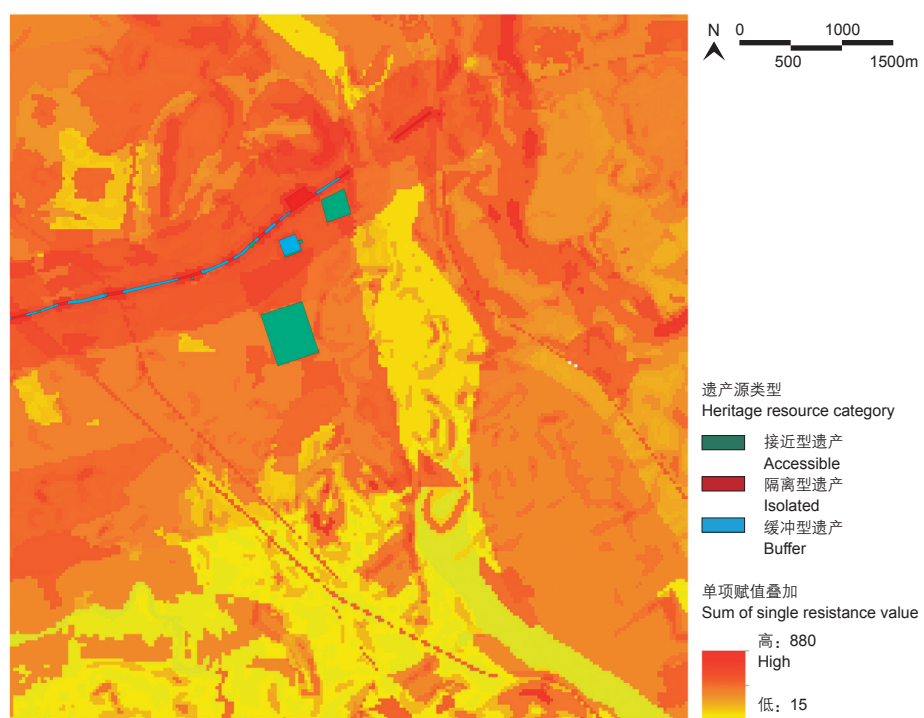 N
0 1000
500 1500m
遗产源类型
Heritage resource category
接近型遗产
Accessible
隔离型遗产
Isolated
缓冲型遗产
Buffer
单项赋值叠加
Sum of single resistance value
高：880
High
低：15